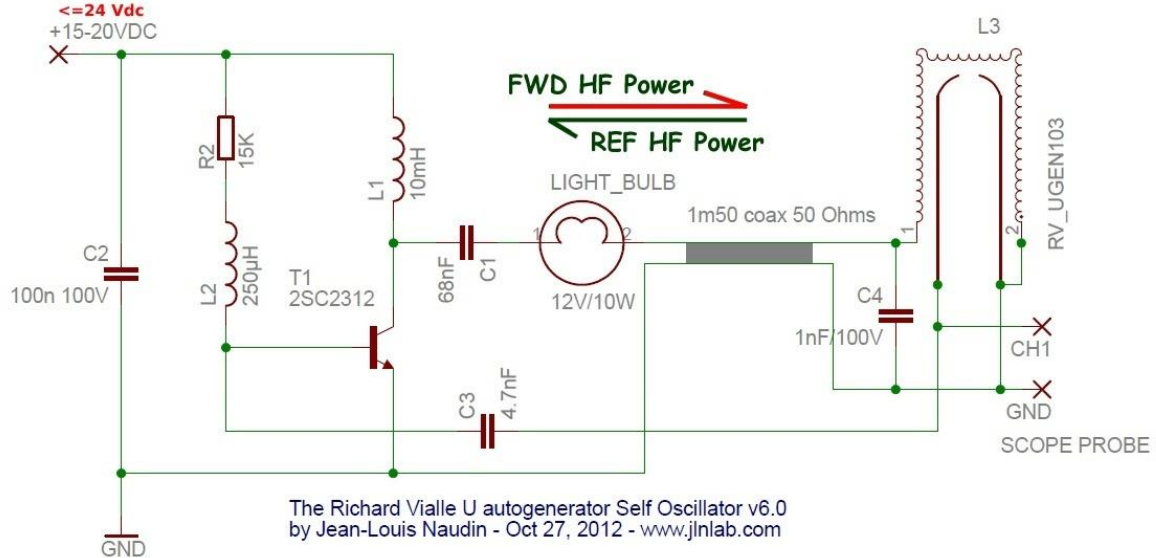 <=24 Vdc
+15-20VDC
L3
FWD HF Power
REF HF Power
R2
15K
L1
10mH
LIGHT_BULB
1m50 coax 50 Ohms
RV_UGEN103
1
2
1
2
C2
100n 100V
L2
250µH
T1
2SC2312
68nF
C1
12V/10W
C4
1nF/100V
CH1
C3
4.7nF
GND
SCOPE PROBE
The Richard Vialle U autogenerator Self Oscillator v6.0
by Jean-Louis Naudin - Oct 27, 2012 - www.jlnlab.com
GND